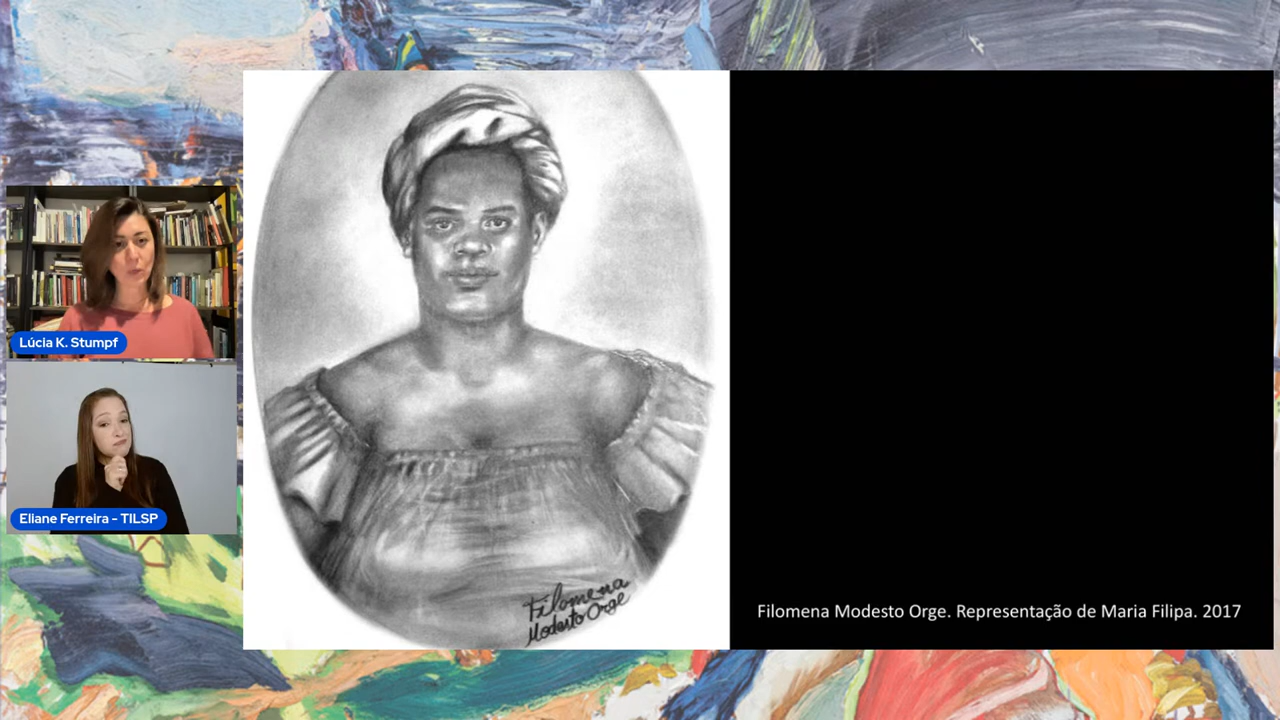 Lúcia K. Stumpf
Eliane Ferreira - TILSP
Filomena
Modesto Orge
Filomena Modesto Orge. Representação de Maria Filipa. 2017